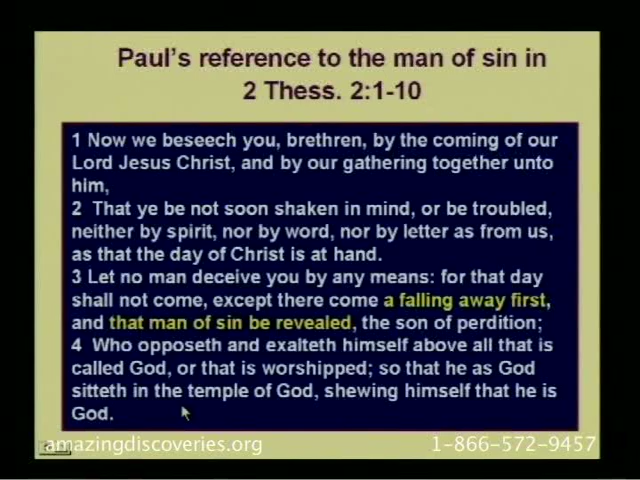 Paul's reference to the man of sin in
2 Thess. 2:1-10
1 Now we beseech you, brethren, by the coming of our
Lord Jesus Christ, and by our gathering together unto
him,
2 That ye be not soon shaken in mind, or be troubled,
neither by spirit, nor by word, nor by letter as from us,
as that the day of Christ is at hand.
3 Let no man deceive you by any means: for that day
shall not come, except there come a falling away first,
and that man of sin be revealed, the son of perdition;
4 Who opposeth and exalteth himself above all that is
called God, or that is worshipped; so that he as God
sitteth in the temple of God, shewing himself that he is
God.
amazingdiscoveries.org 1-866-572-9457